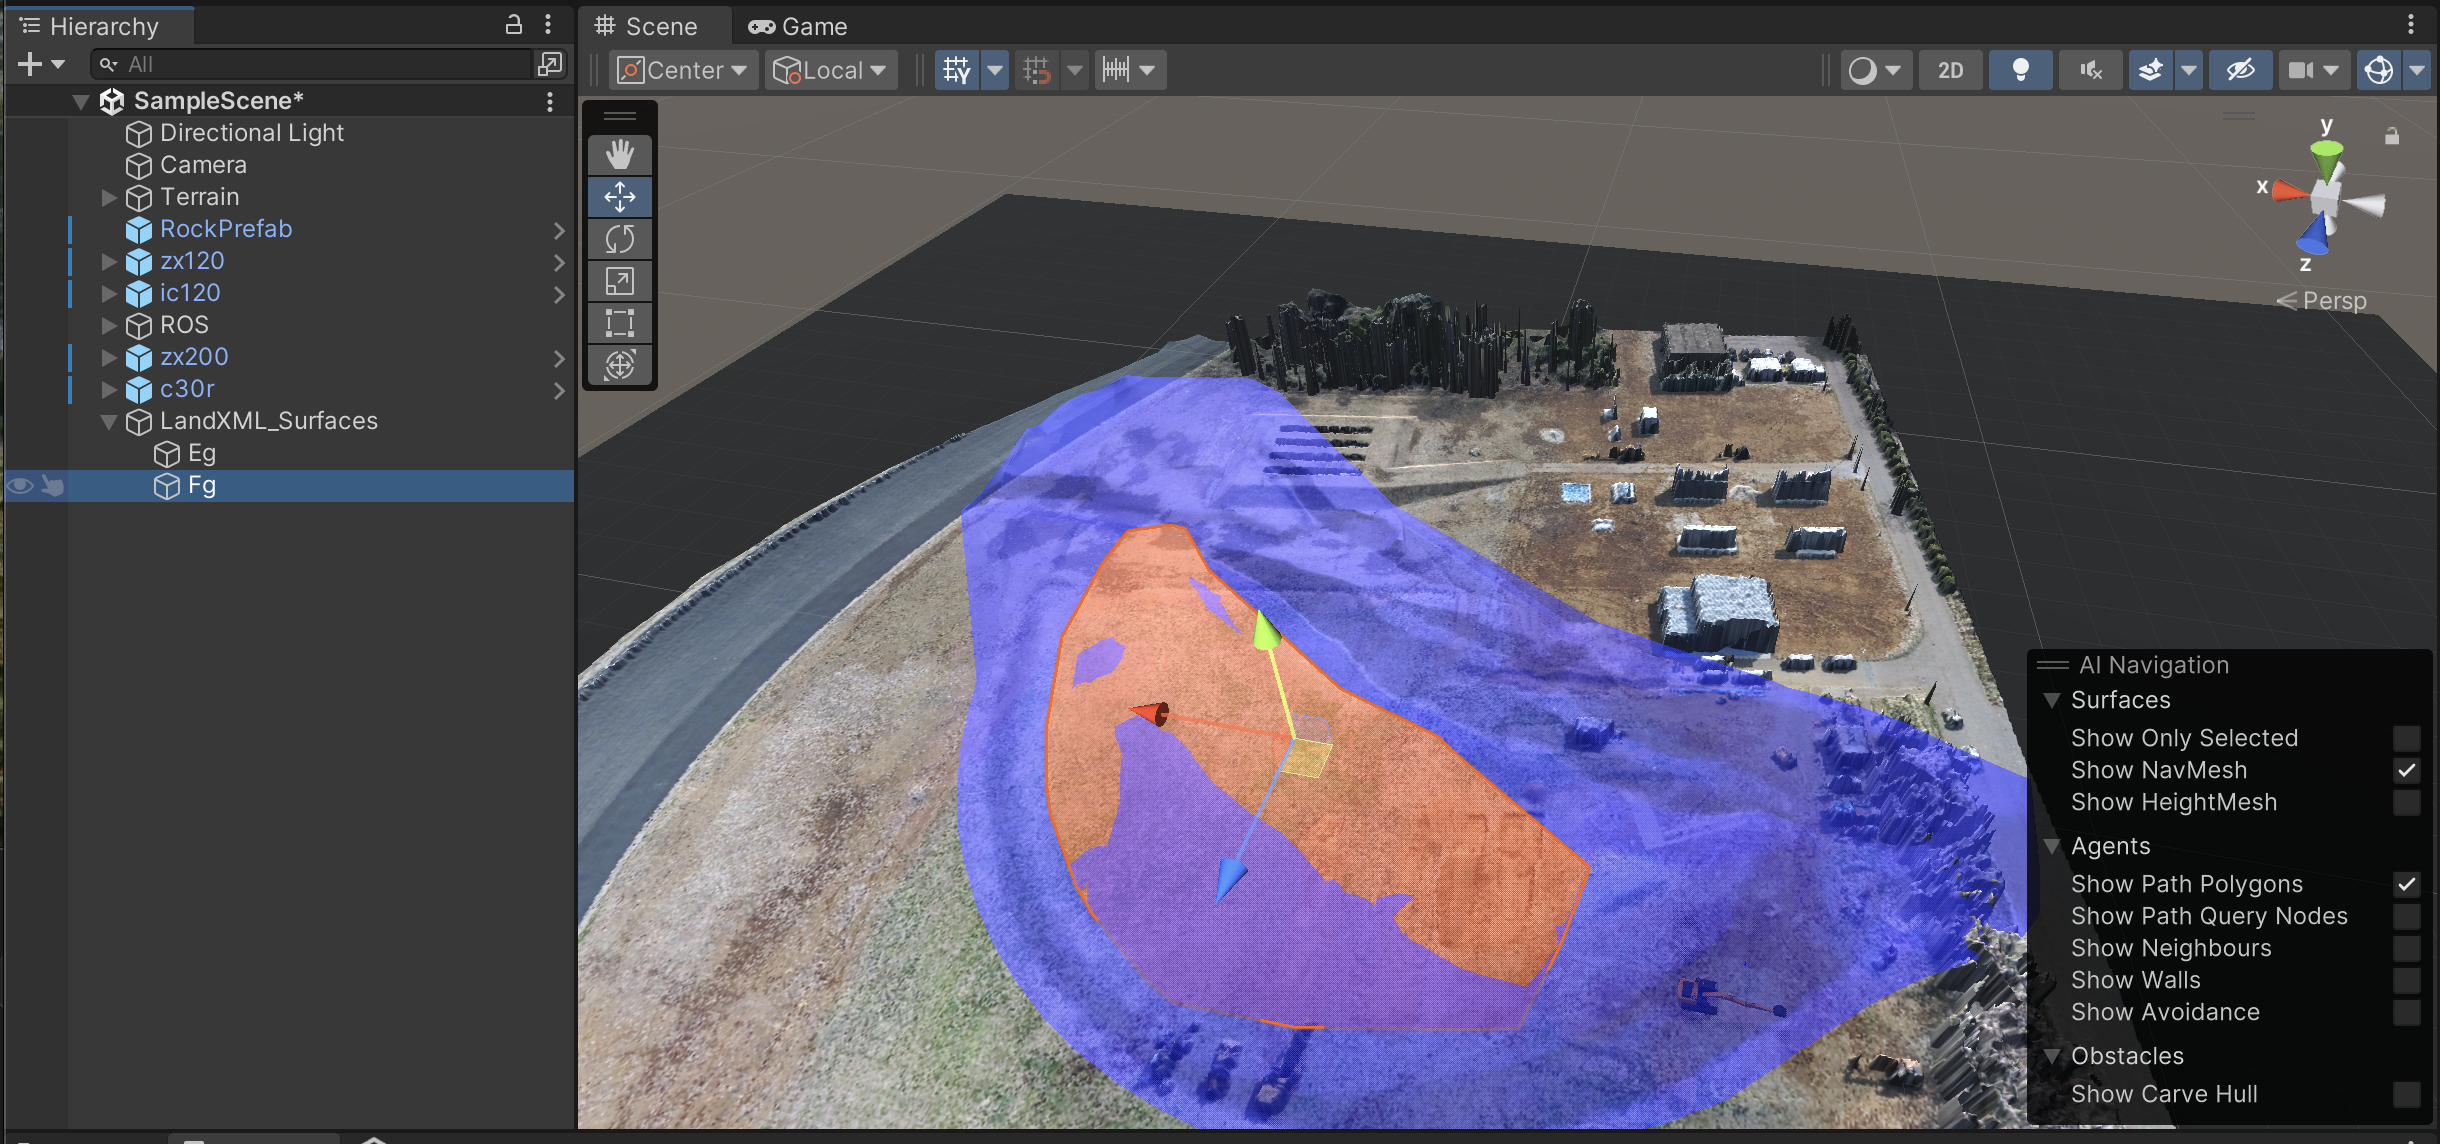 Hierarchy
All
SampleScene*
Directional Light
Camera
Terrain
RockPrefab
zx120
ic120
ROS
zx200
c30r
LandXML_Surfaces
Eg
Fg
Scene
Game
Center
Local
2D
y
x
z
Persp
AI Navigation
Surfaces
Show Only Selected
Show NavMesh
Show HeightMesh
Agents
Show Path Polygons
Show Path Query Nodes
Show Neighbours
Show Walls
Show Avoidance
Obstacles
Show Carve Hull